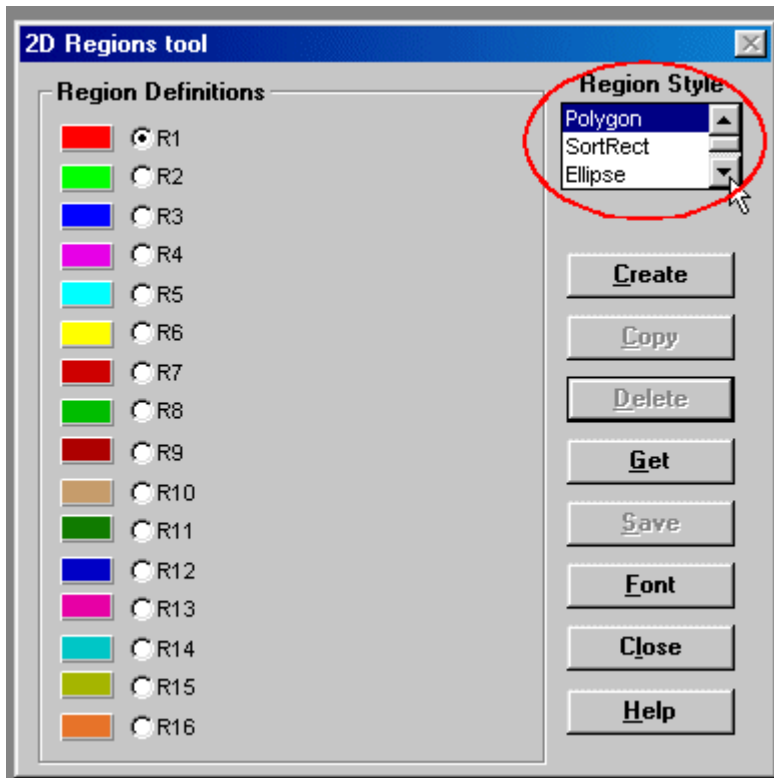 2D Regions tool
Region Definitions
R1
R2
R3
R4
R5
R6
R7
R8
R9
R10
R11
R12
R13
R14
R15
R16
Region Style
Polygon
SortRect
Ellipse
Create
Copy
Delete
Get
Save
Font
Close
Help